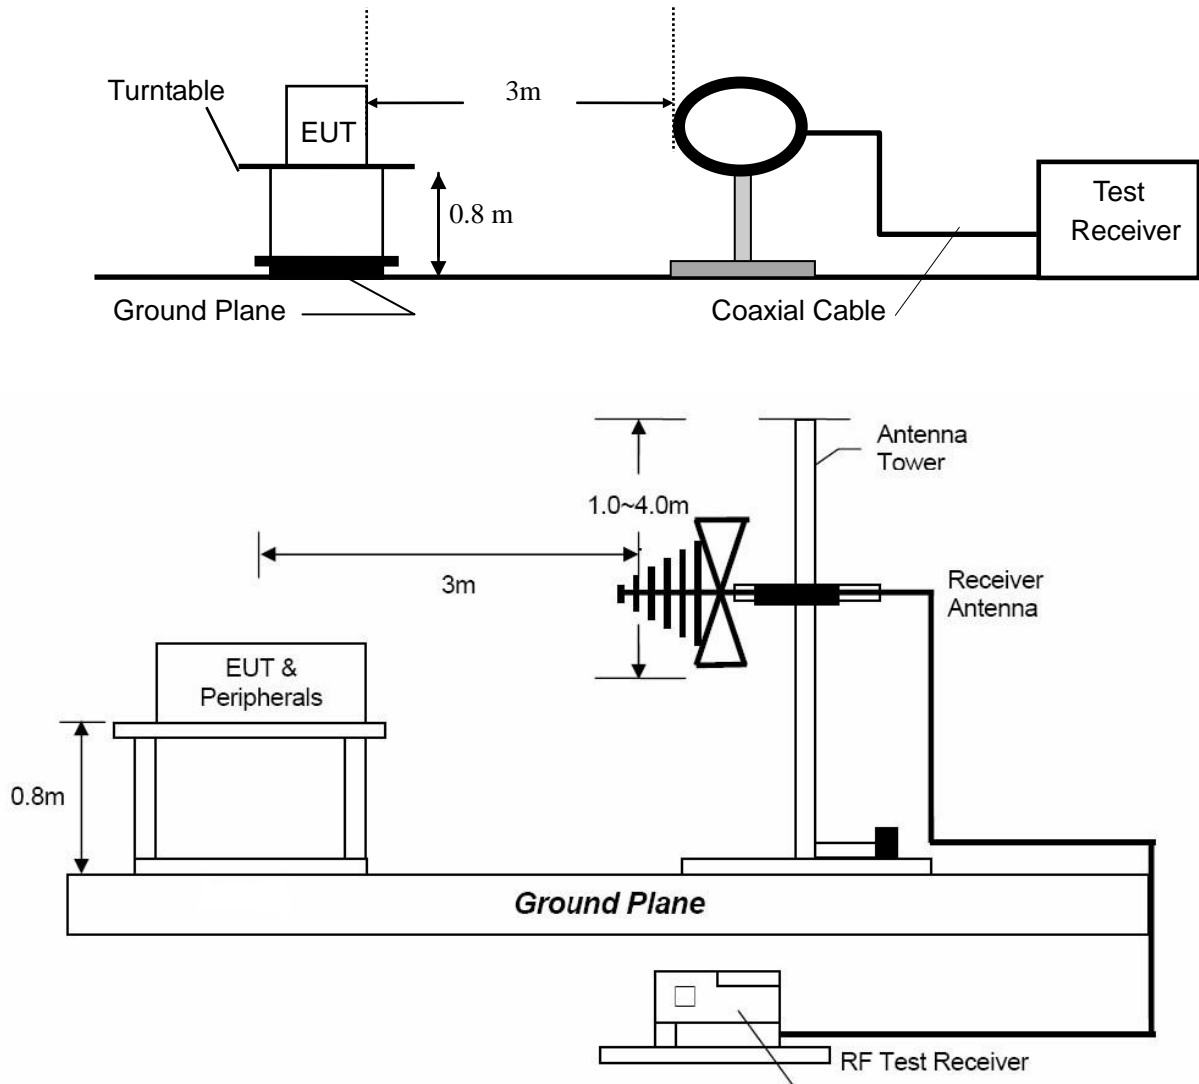 Turntable
3m
EUT
0.8 m
Test
Receiver
Ground Plane
Coaxial Cable
Antenna
Tower
1.0~4.0m
3m
Receiver
Antenna
EUT &
Peripherals
0.8m
Ground Plane
RF Test Receiver